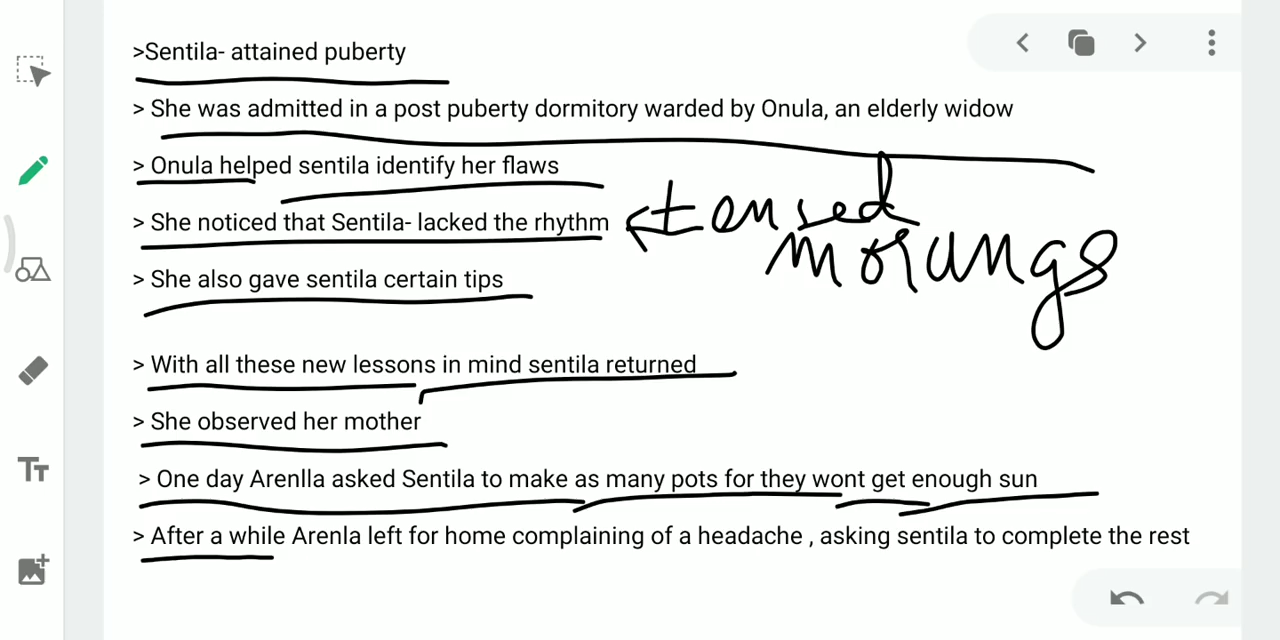 >Sentila- attained puberty
> She was admitted in a post puberty dormitory warded by Onula, an elderly widow
> Onula helped sentila identify her flaws
> She noticed that Sentila- lacked the rhythm
tensed
morungs
> She also gave sentila certain tips
> With all these new lessons in mind sentila returned
> She observed her mother
> One day Arenlla asked Sentila to make as many pots for they wont get enough sun
> After a while Arenla left for home complaining of a headache , asking sentila to complete the rest
TT